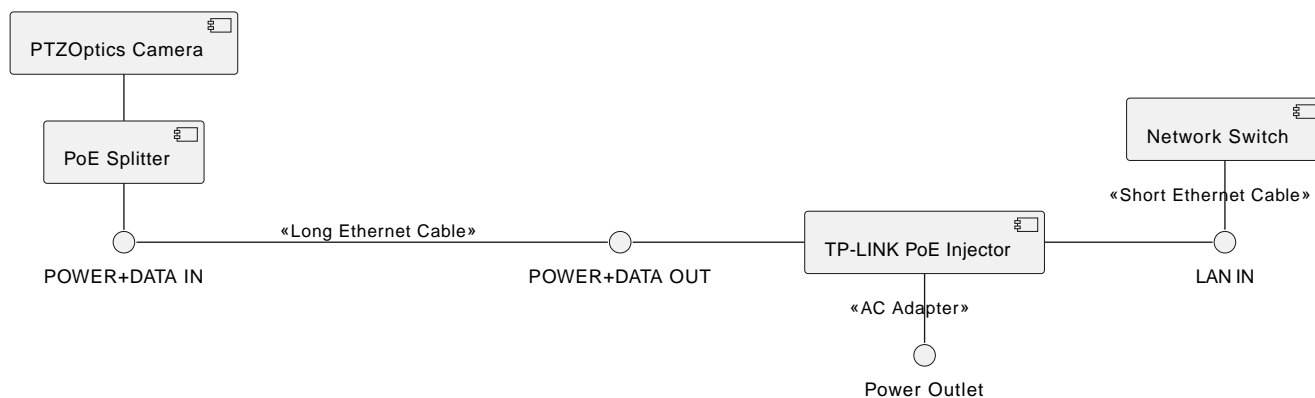 PTZOptics Camera
PoE Splitter
Network Switch
«Short Ethernet Cable»
«Long Ethernet Cable»
TP-LINK PoE Injector
POWER+DATA IN
POWER+DATA OUT
LAN IN
«AC Adapter»
Power Outlet